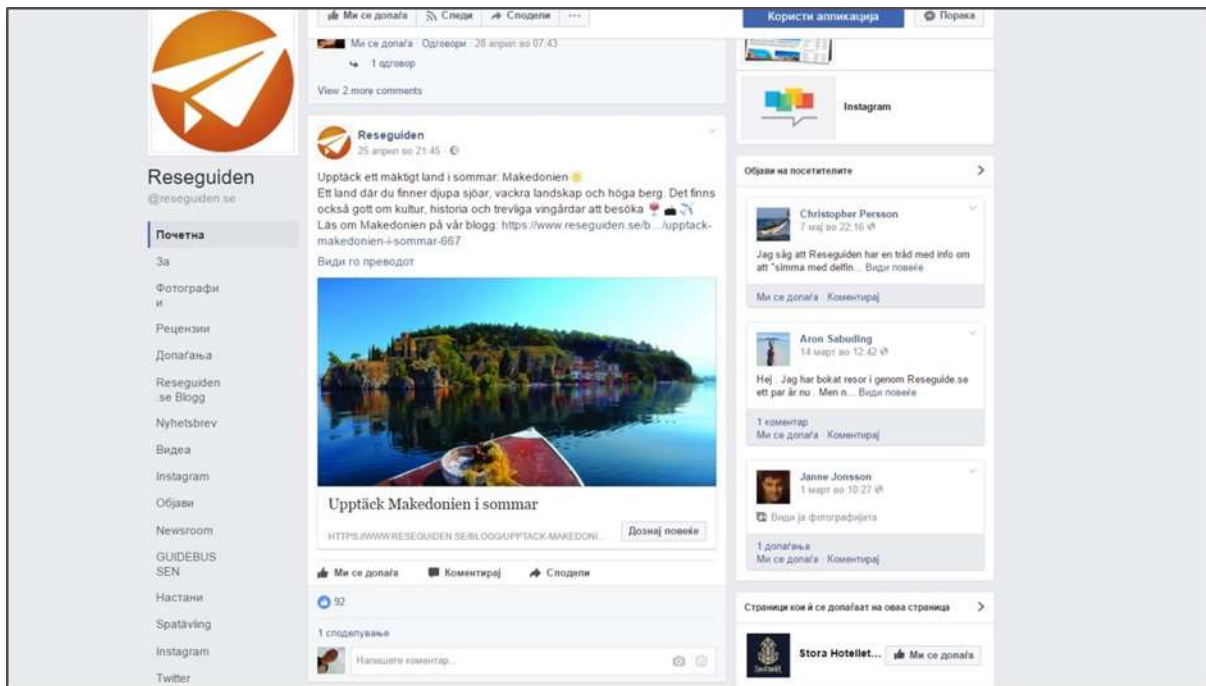 Ми се допаѓа
Следи
Сподели
Користи апликација
Порака
Ми се допаѓа · Одговори · 28 април во 07:43
1 одговор
View 2 more comments
Instagram
Reseguiden
@reseguiden.se
Почетна
За
Фотографи
и
Рецензии
Допаѓања
Reseguiden
.se Blogg
Nyhetsbrev
Видеа
Instagram
Објави
Newsroom
GUIDEBUS
SEN
Настани
Spatävling
Instagram
Twitter
Reseguiden
25 април во 21:45 ·
Upptäck ett mäktigt land i sommar: Makedonien
Ett land där du finner djupa sjöar, vackra landskap och höga berg. Det finns
också gott om kultur, historia och trevliga vingårdar att besöka
Läs om Makedonien på vår blogg: https://www.reseguiden.se/b.../upptack-
makedonien-i-sommar-667
Види го преводот
Upptäck Makedonien i sommar
HTTPS://WWW.RESEGUIDEN.SE/BLOGG/UPPTACK-MAKEDONI...
Дознај повеќе
Ми се допаѓа
Коментирај
Сподели
92
1 споделување
Напишете коментар...
Објави на посетителите
Christopher Persson
7 мај во 22:16
Jag såg att Reseguiden har en tråd med info om
att "simma med delfin... Види повеќе
Ми се допаѓа · Коментирај
Aron Sabuding
14 март во 12:42
Hej . Jag har bokat resor i genom Reseguide.se
ett par år nu . Men n... Види повеќе
1 коментар
Ми се допаѓа · Коментирај
Janne Jonsson
1 март во 10:27
Види ја фотографијата
1 допаѓања
Ми се допаѓа · Коментирај
Страници кои ѝ се допаѓаат на оваа страница
Stora Hotellet...
Ми се допаѓа